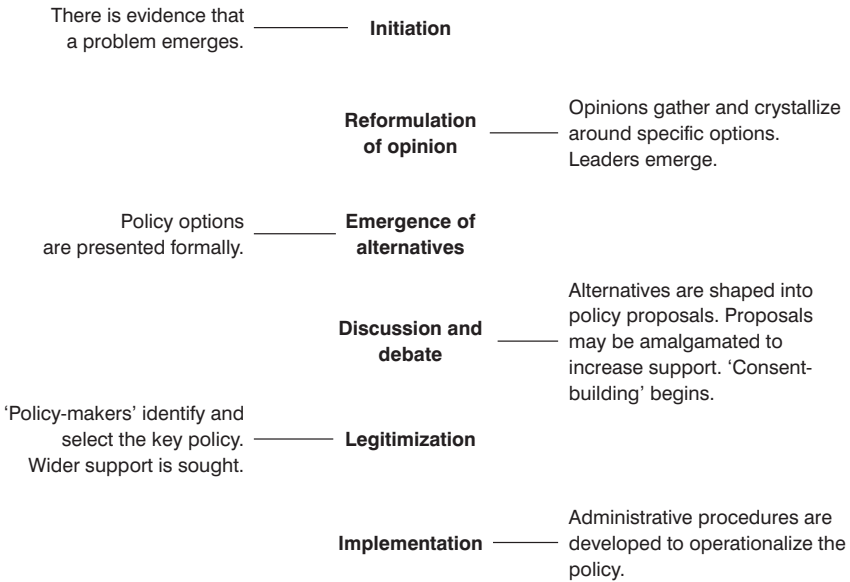 There is evidence that
a problem emerges.
Initiation
Reformulation
of opinion
Opinions gather and crystallize
around specific options.
Leaders emerge.
Policy options
are presented formally.
Emergence of
alternatives
Discussion and
debate
Alternatives are shaped into
policy proposals. Proposals
may be amalgamated to
increase support. ‘Consent-
building’ begins.
‘Policy-makers’ identify and
select the key policy.
Wider support is sought.
Legitimization
Implementation
Administrative procedures are
developed to operationalize the
policy.